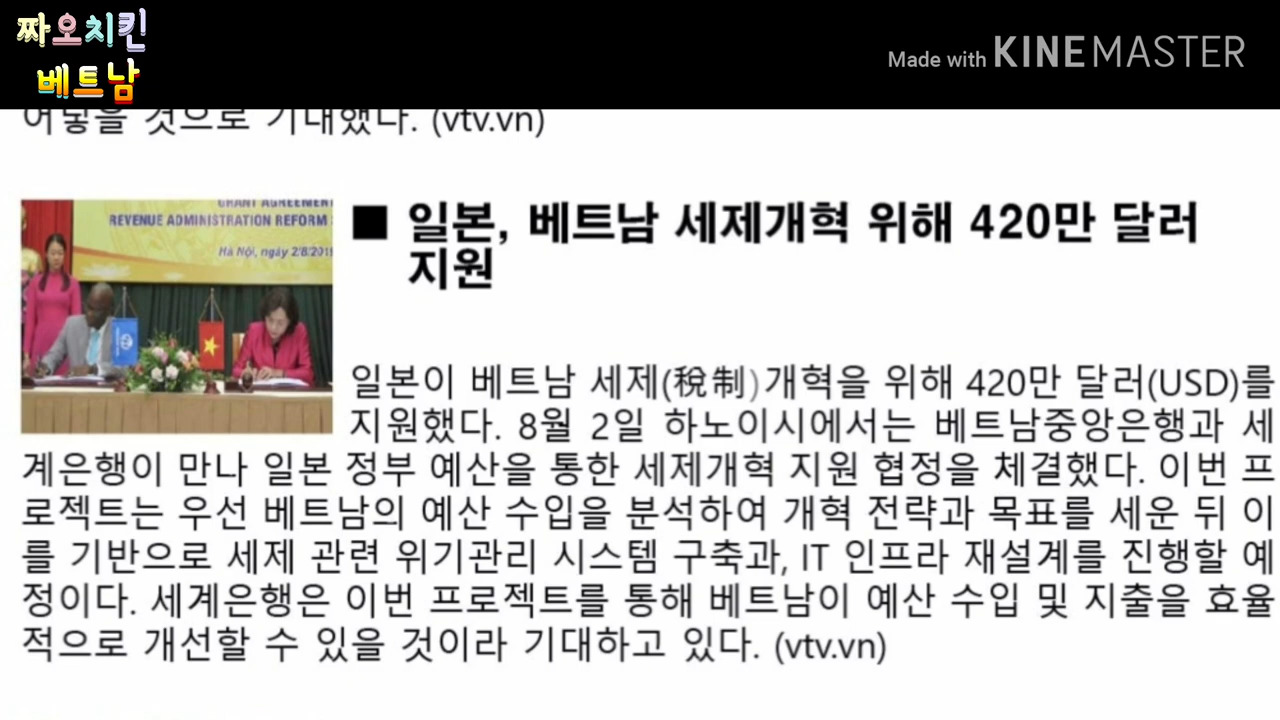 짜오치킨
베트남
Made with KINEMASTER
어렇을 것으로 기대했다. (vtv.vn)
GRANT AGREEMENT
REVENUE ADMINISTRATION REFORM
Hà Nội, ngày 2/8/2019
■ 일본, 베트남 세제개혁 위해 420만 달러
지원
일본이 베트남 세제(稅制)개혁을 위해 420만 달러(USD)를
지원했다. 8월 2일 하노이시에서는 베트남중앙은행과 세
계은행이 만나 일본 정부 예산을 통한 세제개혁 지원 협정을 체결했다. 이번 프
로젝트는 우선 베트남의 예산 수입을 분석하여 개혁 전략과 목표를 세운 뒤 이
를 기반으로 세제 관련 위기관리 시스템 구축과, IT 인프라 재설계를 진행할 예
정이다. 세계은행은 이번 프로젝트를 통해 베트남이 예산 수입 및 지출을 효율
적으로 개선할 수 있을 것이라 기대하고 있다. (vtv.vn)